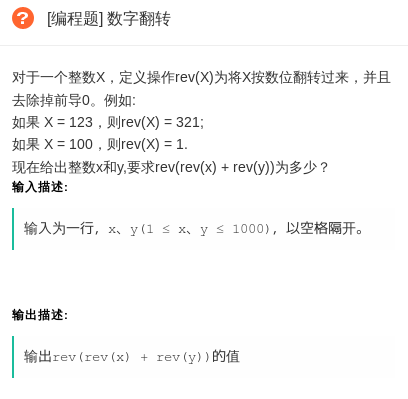 [编程题] 数字翻转
对于一个整数X，定义操作rev(X)为将X按数位翻转过来，并且
去除掉前导0。例如:
如果 X = 123，则rev(X) = 321;
如果 X = 100，则rev(X) = 1.
现在给出整数x和y,要求rev(rev(x) + rev(y))为多少？
输入描述:
输入为一行，x、y(1 ≤ x、y ≤ 1000)，以空格隔开。
输出描述:
输出rev(rev(x) + rev(y))的值